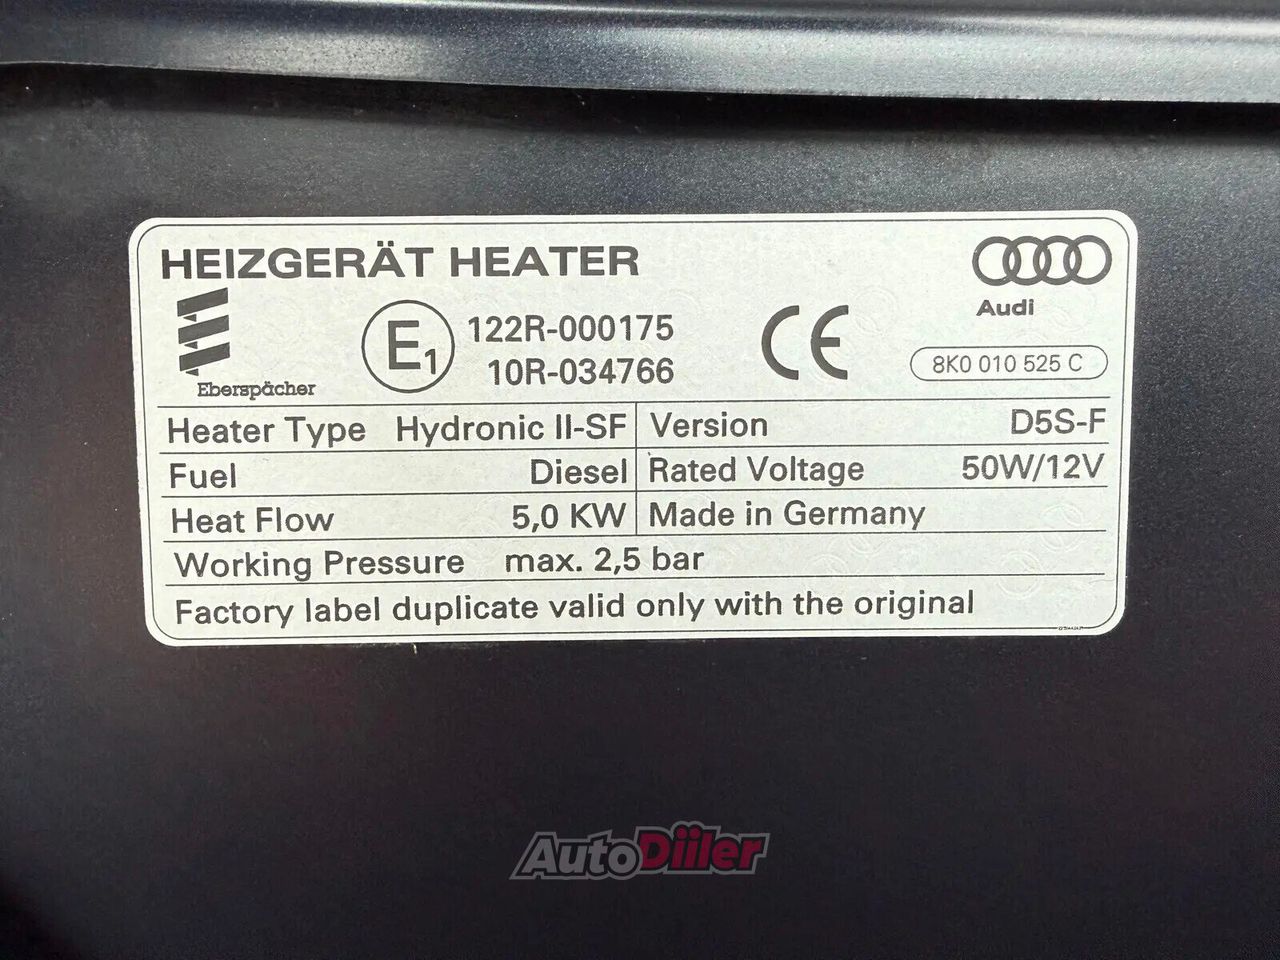 HEIZGERÄT HEATER
Audi
Eberspächer
E1
122R-000175
10R-034766
CE
8K0 010 525 C
Heater Type Hydronic II-SF Version D5S-F
Fuel Diesel Rated Voltage 50W/12V
Heat Flow 5,0 KW Made in Germany
Working Pressure max. 2,5 bar
Factory label duplicate valid only with the original
AutoDiiler